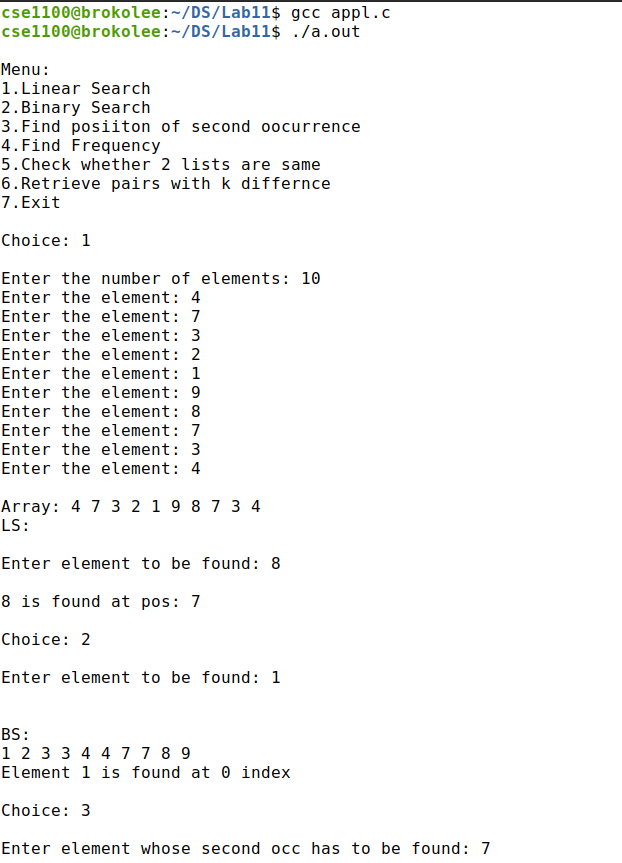 cse1100@brokolee:~/DS/Lab11$ gcc appl.c
cse1100@brokolee:~/DS/Lab11$ ./a.out
Menu:
1.Linear Search
2.Binary Search
3.Find posiiton of second oocurrence
4.Find Frequency
5.Check whether 2 lists are same
6.Retrieve pairs with k differnce
7.Exit
Choice: 1
Enter the number of elements: 10
Enter the element: 4
Enter the element: 7
Enter the element: 3
Enter the element: 2
Enter the element: 1
Enter the element: 9
Enter the element: 8
Enter the element: 7
Enter the element: 3
Enter the element: 4
Array: 4 7 3 2 1 9 8 7 3 4
LS:
Enter element to be found: 8
8 is found at pos: 7
Choice: 2
Enter element to be found: 1
BS:
1 2 3 3 4 4 7 7 8 9
Element 1 is found at 0 index
Choice: 3
Enter element whose second occ has to be found: 7